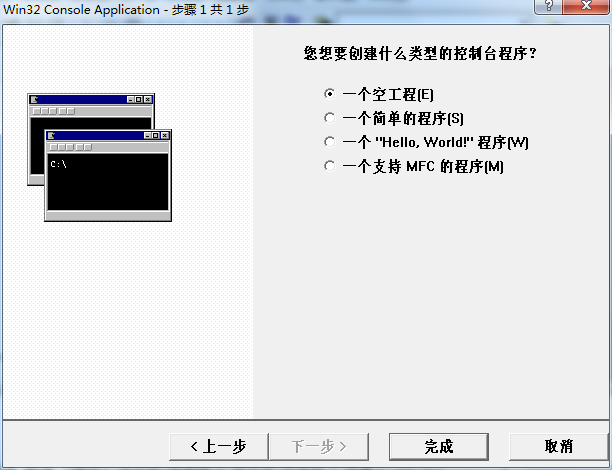 Win32 Console Application - 步骤 1 共 1 步
您想要创建什么类型的控制台程序？
一个空工程(E)
一个简单的程序(S)
一个 "Hello, World!" 程序(W)
一个支持 MFC 的程序(M)
C:\
< 上一步
下一步 >
完成
取消